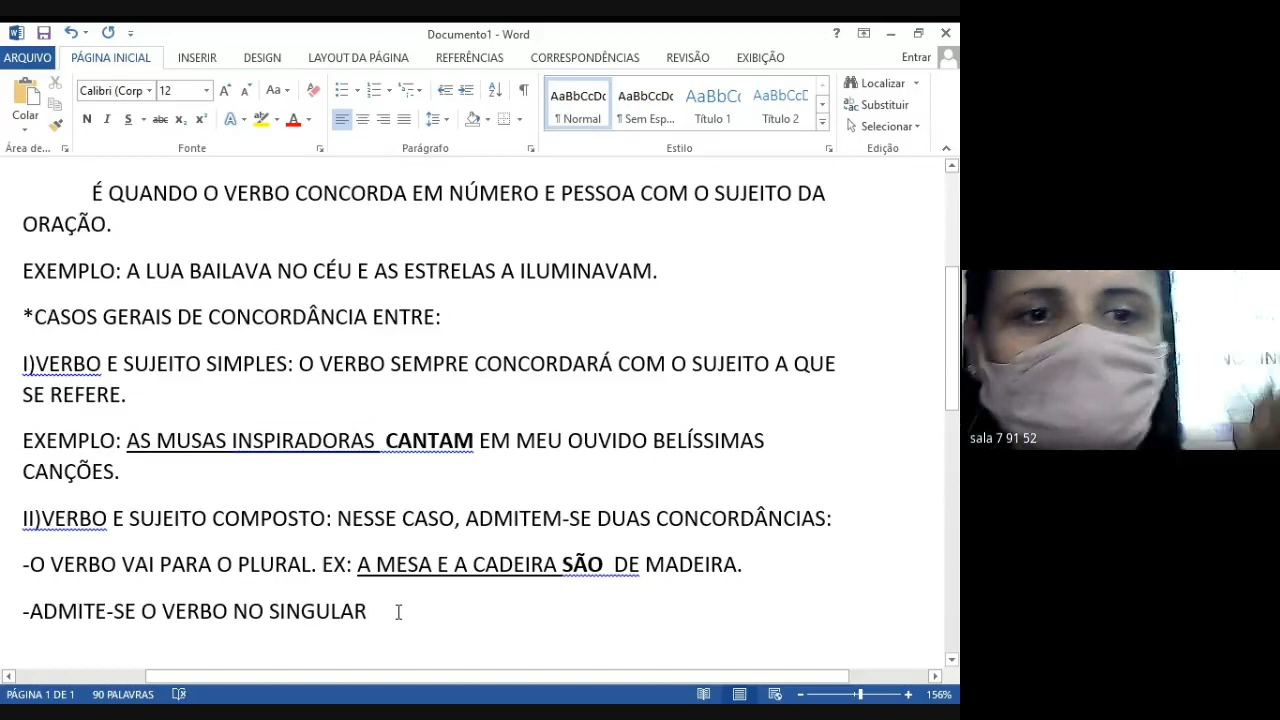 Documento1 - Word
?
ARQUIVO PÁGINA INICIAL INSERIR DESIGN LAYOUT DA PÁGINA REFERÊNCIAS CORRESPONDÊNCIAS REVISÃO EXIBIÇÃO Entrar
Calibri (Corp 12 Aa AaBbCcDc AaBbCcDc AaBbCc AaBbCcD Localizar
Colar N I S abc x₂ x² A A ¶ Normal ¶ Sem Esp... Título 1 Título 2 Substituir
Selecionar
Área de... Fonte Parágrafo Estilo Edição
É QUANDO O VERBO CONCORDA EM NÚMERO E PESSOA COM O SUJEITO DA
ORAÇÃO.
EXEMPLO: A LUA BAILAVA NO CÉU E AS ESTRELAS A ILUMINAVAM.
*CASOS GERAIS DE CONCORDÂNCIA ENTRE:
I)VERBO E SUJEITO SIMPLES: O VERBO SEMPRE CONCORDARÁ COM O SUJEITO A QUE
SE REFERE.
EXEMPLO: AS MUSAS INSPIRADORAS CANTAM EM MEU OUVIDO BELÍSSIMAS
CANÇÕES.
II)VERBO E SUJEITO COMPOSTO: NESSE CASO, ADMITEM-SE DUAS CONCORDÂNCIAS:
-O VERBO VAI PARA O PLURAL. EX: A MESA E A CADEIRA SÃO DE MADEIRA.
-ADMITE-SE O VERBO NO SINGULAR
sala 7 91 52
PÁGINA 1 DE 1 90 PALAVRAS 156%